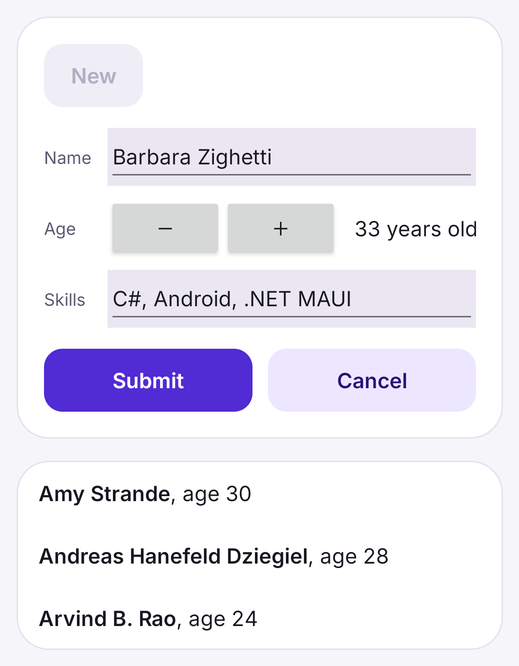 New
Name Barbara Zighetti
Age − + 33 years old
Skills C#, Android, .NET MAUI
Submit Cancel
Amy Strande, age 30
Andreas Hanefeld Dziegiel, age 28
Arvind B. Rao, age 24